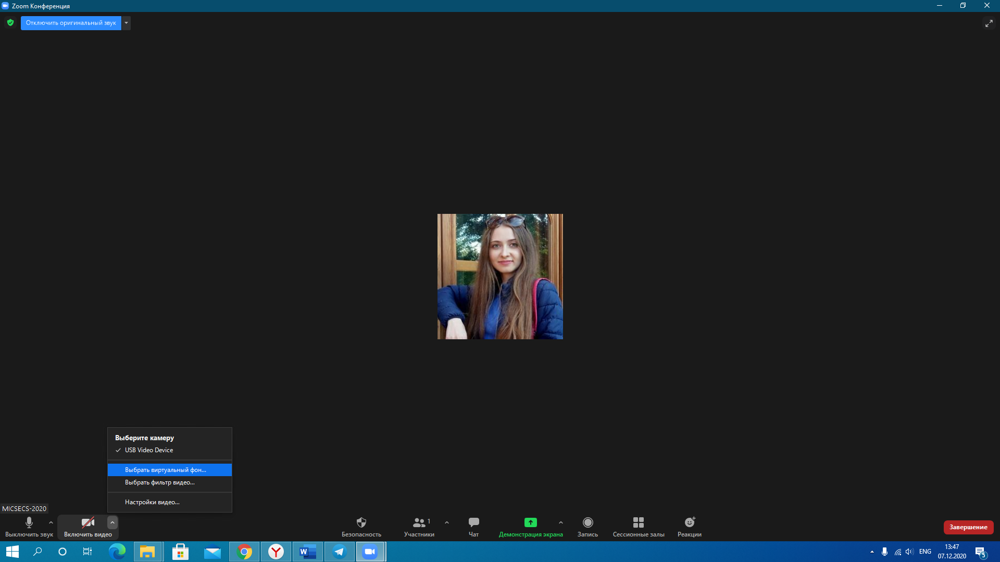 Zoom Конференция
Отключить оригинальный звук
Выберите камеру
USB Video Device
Выбрать виртуальный фон...
Выбрать фильтр видео...
Настройки видео...
MICSECS-2020
Выключить звук
Включить видео
Безопасность
1
Участники
Чат
Демонстрация экрана
Запись
Сессионные залы
Реакции
Завершение
W
Y
ENG
13:47
07.12.2020
5